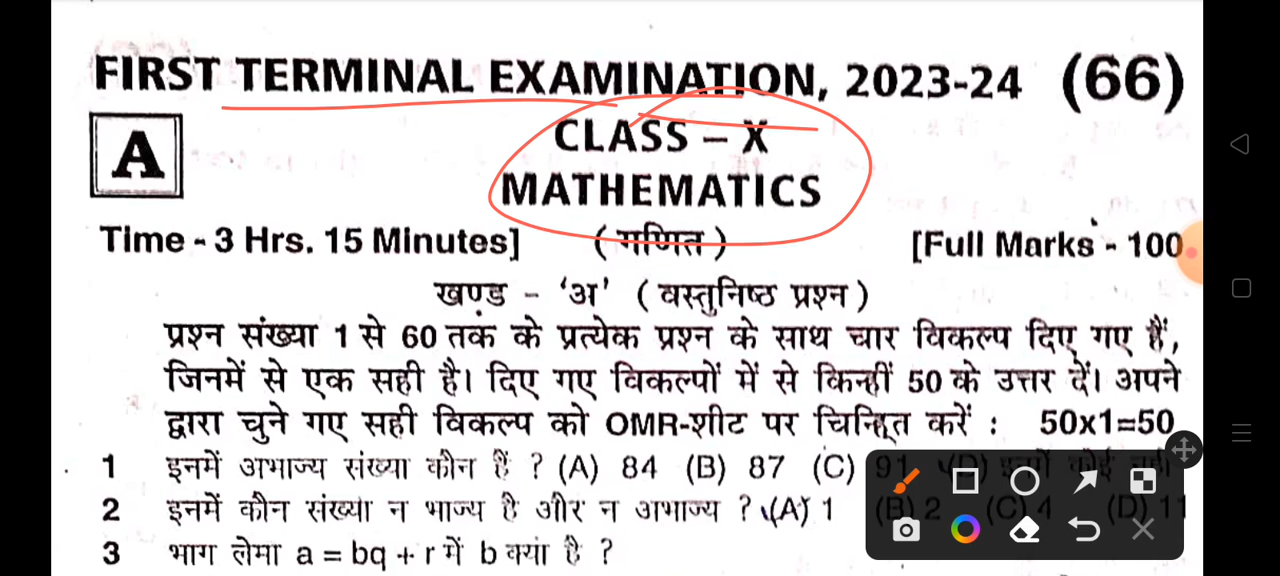 FIRST TERMINAL EXAMINATION, 2023-24 (66)
A
CLASS – X
MATHEMATICS
Time - 3 Hrs. 15 Minutes] (गणित) [Full Marks - 100
खण्ड - 'अ' (वस्तुनिष्ठ प्रश्न)
प्रश्न संख्या 1 से 60 तक के प्रत्येक प्रश्न के साथ चार विकल्प दिए गए हैं,
जिनमें से एक सही है। दिए गए विकल्पों में से किन्हीं 50 के उत्तर दें। अपने
द्वारा चुने गए सही विकल्प को OMR-शीट पर चिन्हित करें : 50x1=50
1 इनमें अभाज्य संख्या कौन हैं ? (A) 84 (B) 87 (C) 91 (D) इनमें कोई नहीं
2 इनमें कौन संख्या न भाज्य है और न अभाज्य ? (A) 1 (B) 2 (C) 4 (D) 11
3 भाग लेमा a = bq + r में b क्या है ?